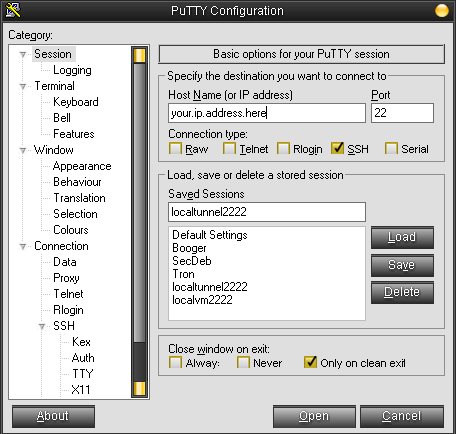 PuTTY Configuration
Category:
Session
Logging
Terminal
Keyboard
Bell
Features
Window
Appearance
Behaviour
Translation
Selection
Colours
Connection
Data
Proxy
Telnet
Rlogin
SSH
Kex
Auth
TTY
X11
Basic options for your PuTTY session
Specify the destination you want to connect to
Host Name (or IP address) Port
your.ip.address.here 22
Connection type:
Raw Telnet Rlogin SSH Serial
Load, save or delete a stored session
Saved Sessions
localtunnel2222
Default Settings
Booger
SecDeb
Tron
localtunnel2222
localvm2222
Load
Save
Delete
Close window on exit:
Alway: Never Only on clean exit
About Open Cancel